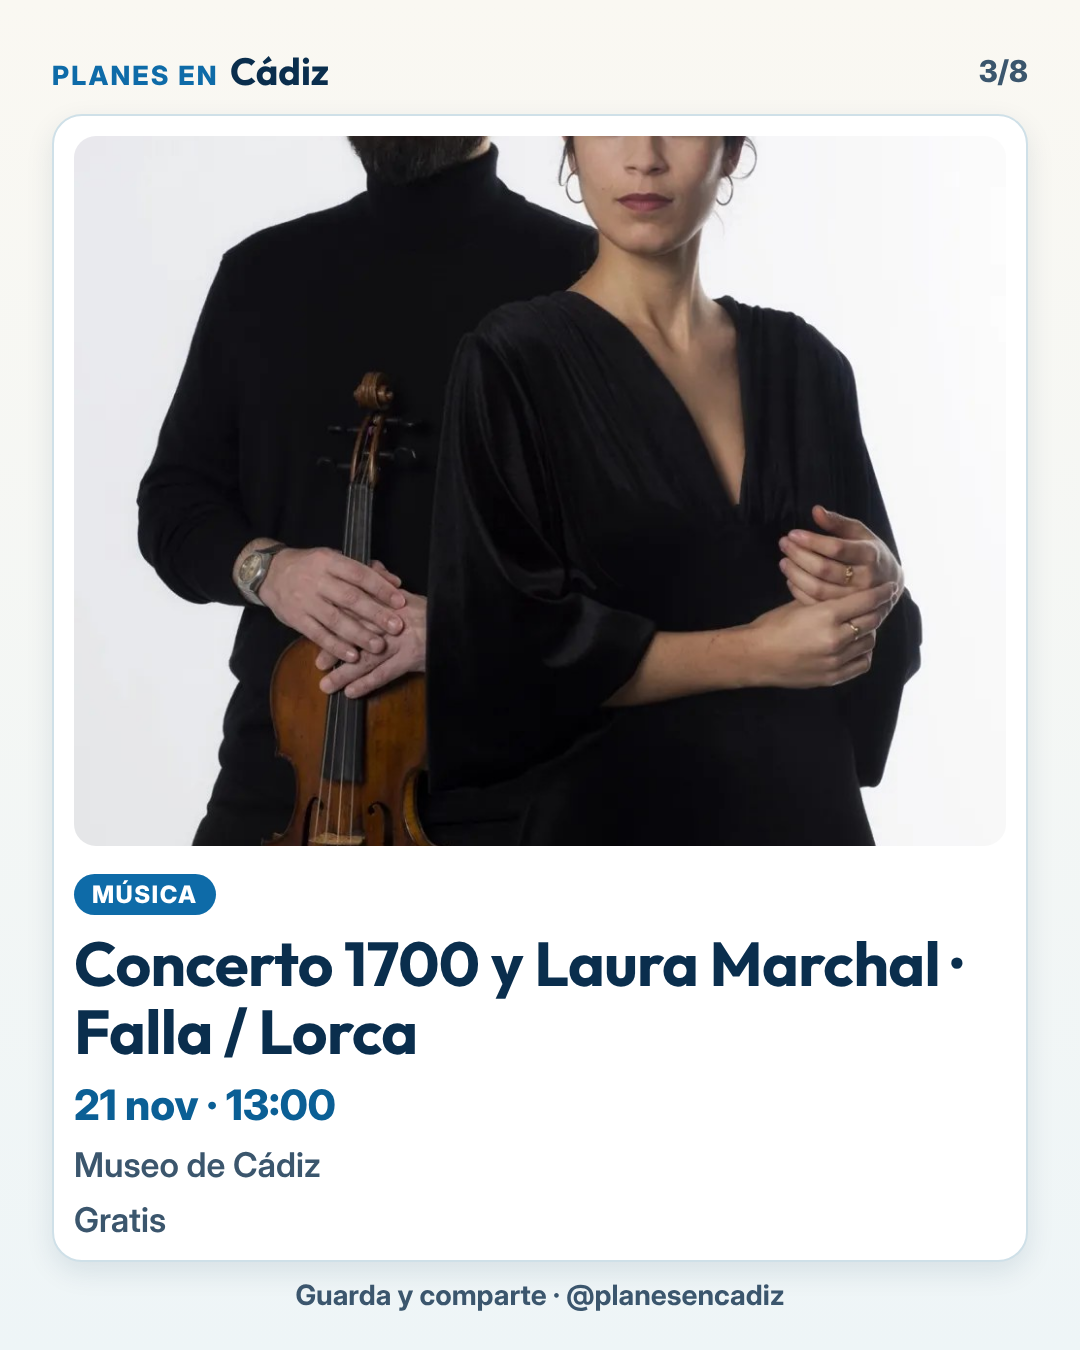 PLANES EN Cádiz
3/8
MÚSICA
Concerto 1700 y Laura Marchal ·
Falla / Lorca
21 nov · 13:00
Museo de Cádiz
Gratis
Guarda y comparte · @planesencadiz